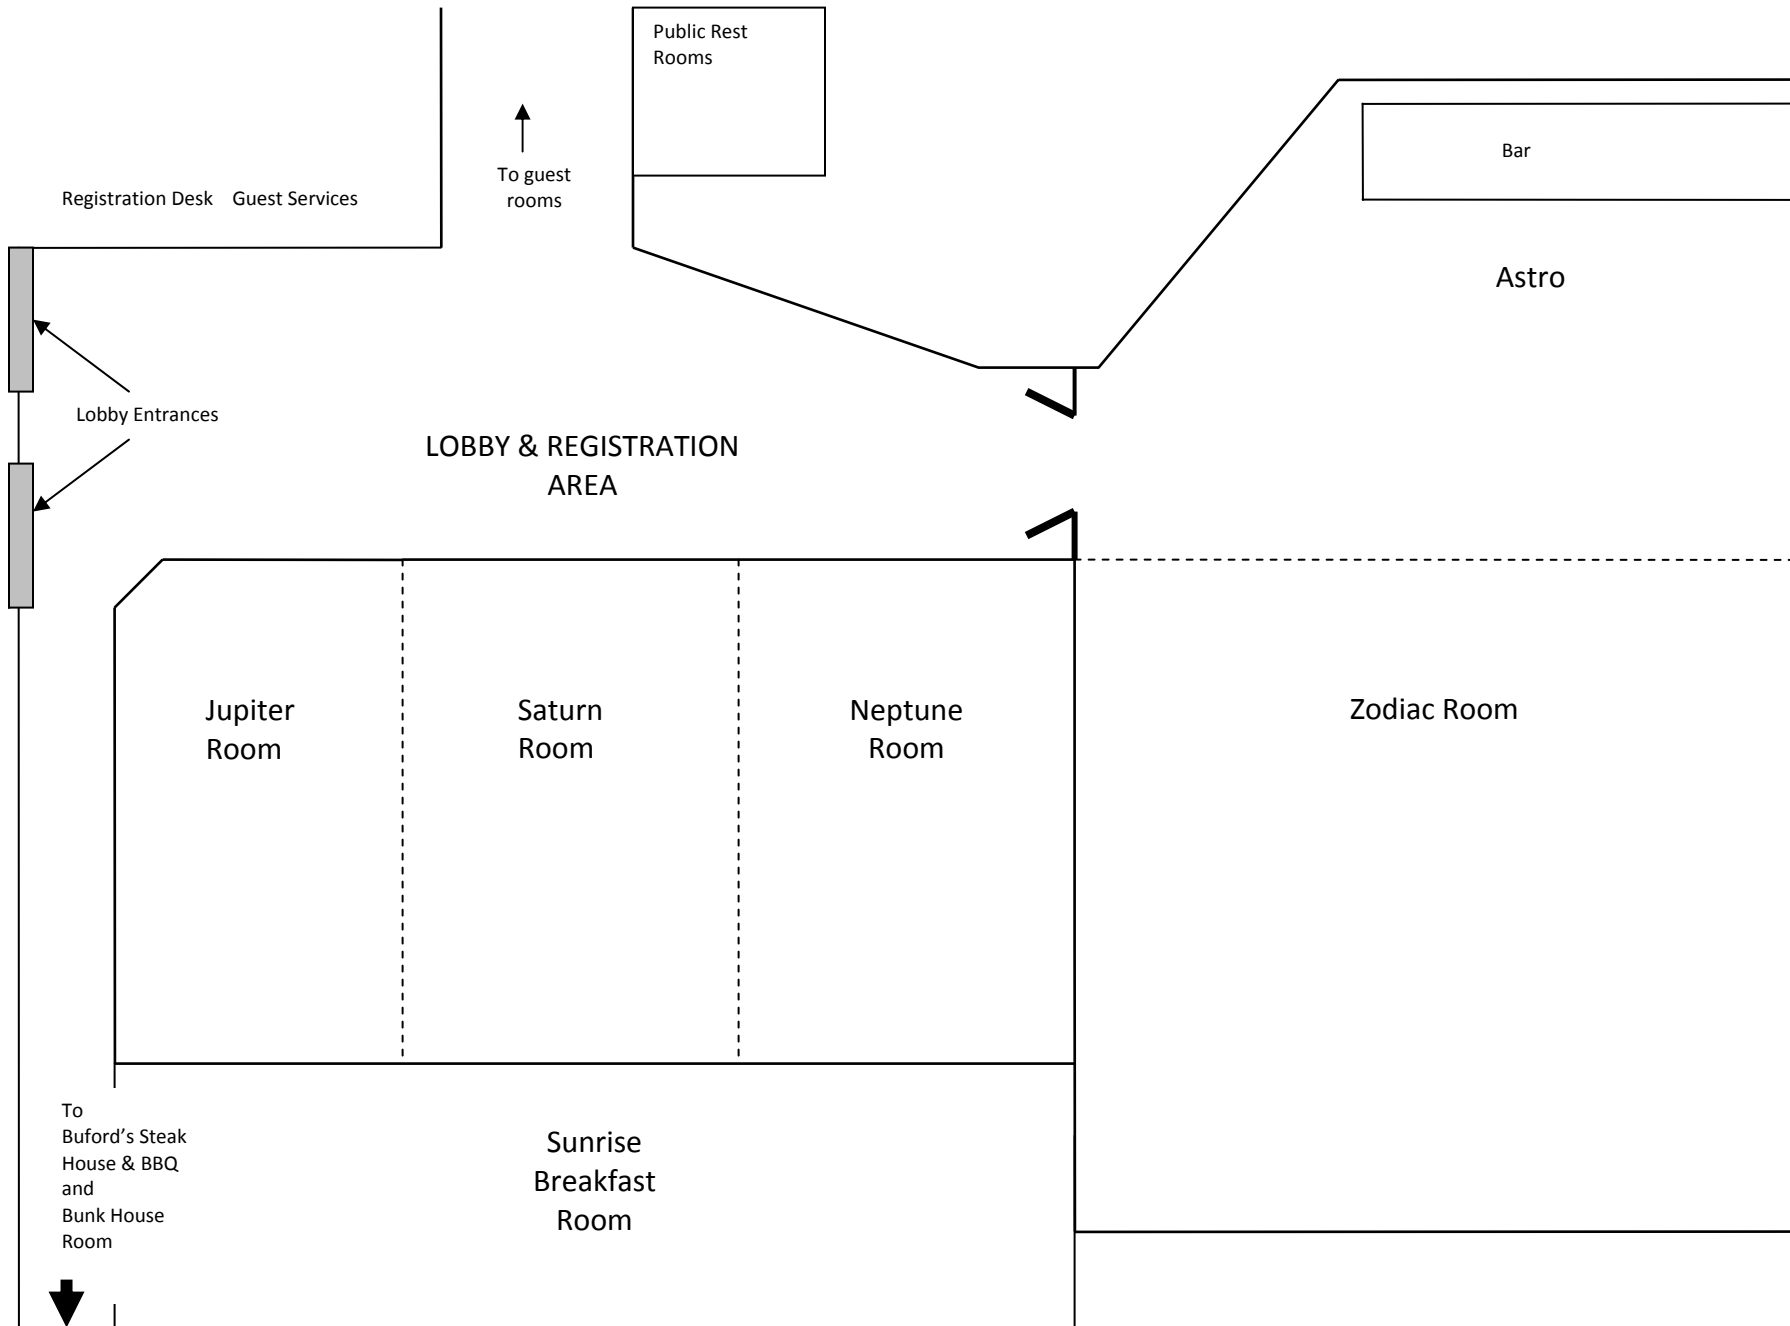 Public Rest
Rooms
Bar
To guest
rooms
Registration Desk Guest Services
Astro
Lobby Entrances
LOBBY & REGISTRATION
AREA
Jupiter
Room
Saturn
Room
Neptune
Room
Zodiac Room
To
Buford’s Steak
House & BBQ
and
Bunk House
Room
Sunrise
Breakfast
Room